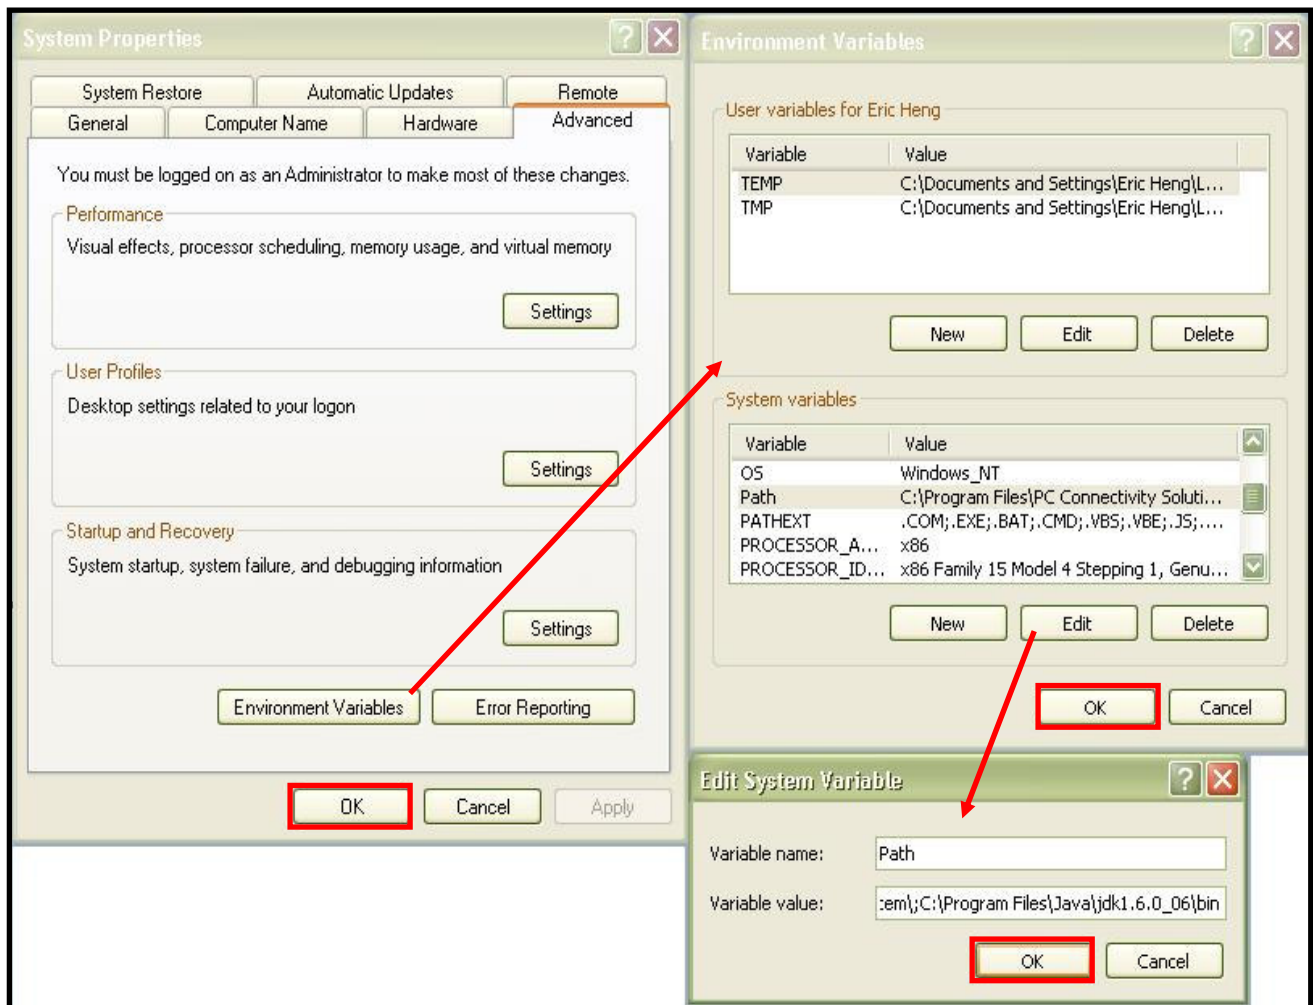 System Properties
System Restore
Automatic Updates
Remote
General
Computer Name
Hardware
Advanced
You must be logged on as an Administrator to make most of these changes.
Performance
Visual effects, processor scheduling, memory usage, and virtual memory
Settings
User Profiles
Desktop settings related to your logon
Settings
Startup and Recovery
System startup, system failure, and debugging information
Settings
Environment Variables
Error Reporting
OK
Cancel
Apply
Environment Variables
User variables for Eric Heng
Variable Value
TEMP C:\Documents and Settings\Eric Heng\L...
TMP C:\Documents and Settings\Eric Heng\L...
New
Edit
Delete
System variables
Variable Value
OS Windows_NT
Path C:\Program Files\PC Connectivity Soluti...
PATHEXT .COM;.EXE;.BAT;.CMD;.VBS;.VBE;.JS;....
PROCESSOR_A... x86
PROCESSOR_ID... x86 Family 15 Model 4 Stepping 1, Genu...
New
Edit
Delete
OK
Cancel
Edit System Variable
Variable name: Path
Variable value: :em\;C:\Program Files\Java\jdk1.6.0_06\bin
OK
Cancel